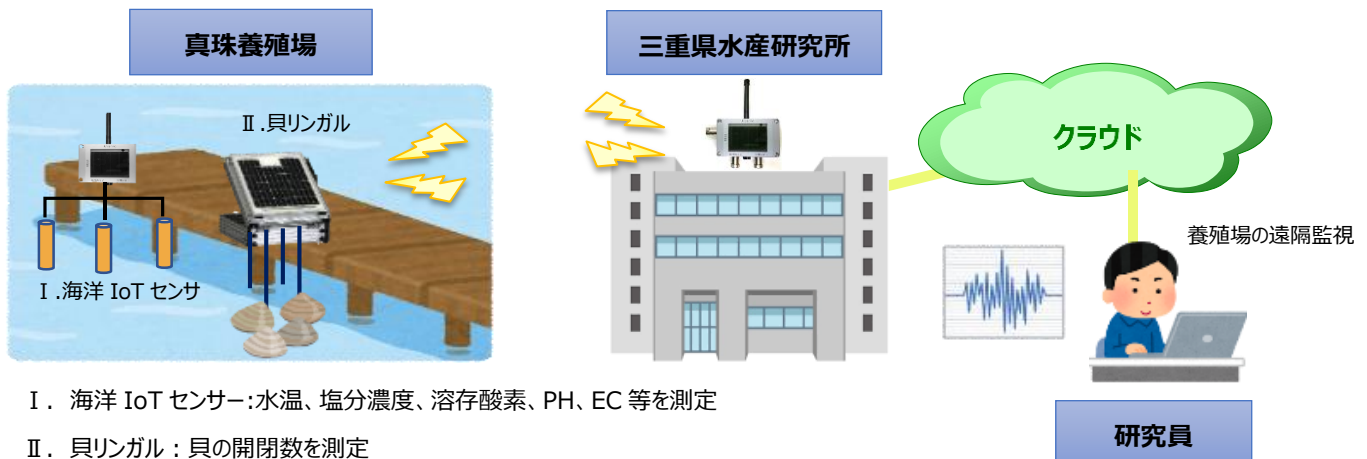 真珠養殖場
三重県水産研究所
Ⅱ.貝リンガル
クラウド
養殖場の遠隔監視
Ⅰ.海洋 IoT センサ
Ⅰ. 海洋 IoT センサー:水温、塩分濃度、溶存酸素、PH、EC 等を測定
Ⅱ. 貝リンガル：貝の開閉数を測定
研究員